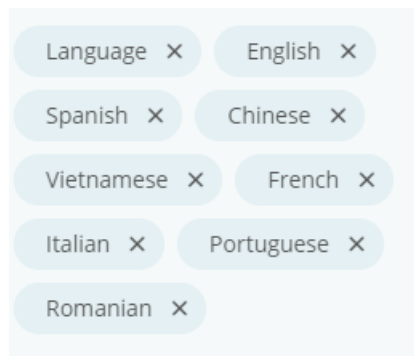 Language × English ×
Spanish × Chinese ×
Vietnamese × French ×
Italian × Portuguese ×
Romanian ×